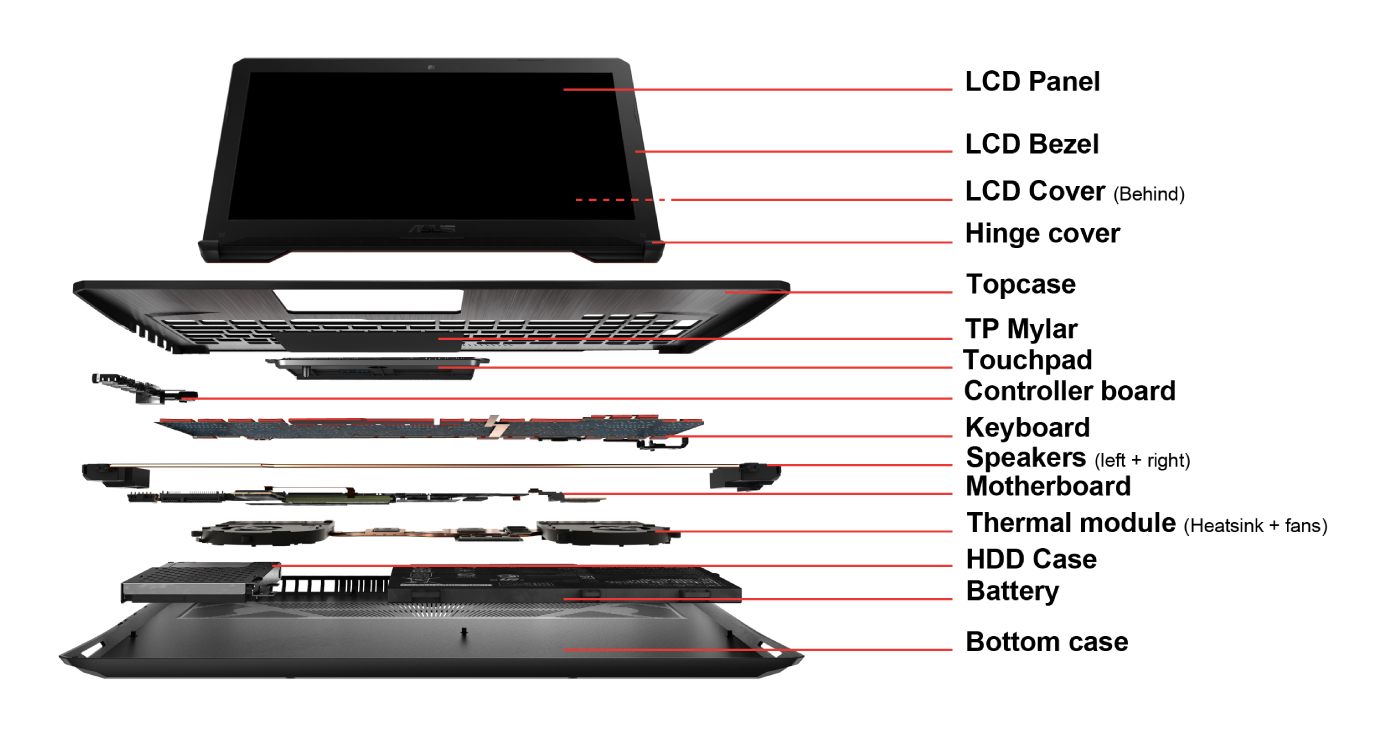 LCD Panel
LCD Bezel
LCD Cover (Behind)
Hinge cover
Topcase
TP Mylar
Touchpad
Controller board
Keyboard
Speakers (left + right)
Motherboard
Thermal module (Heatsink + fans)
HDD Case
Battery
Bottom case
ASUS